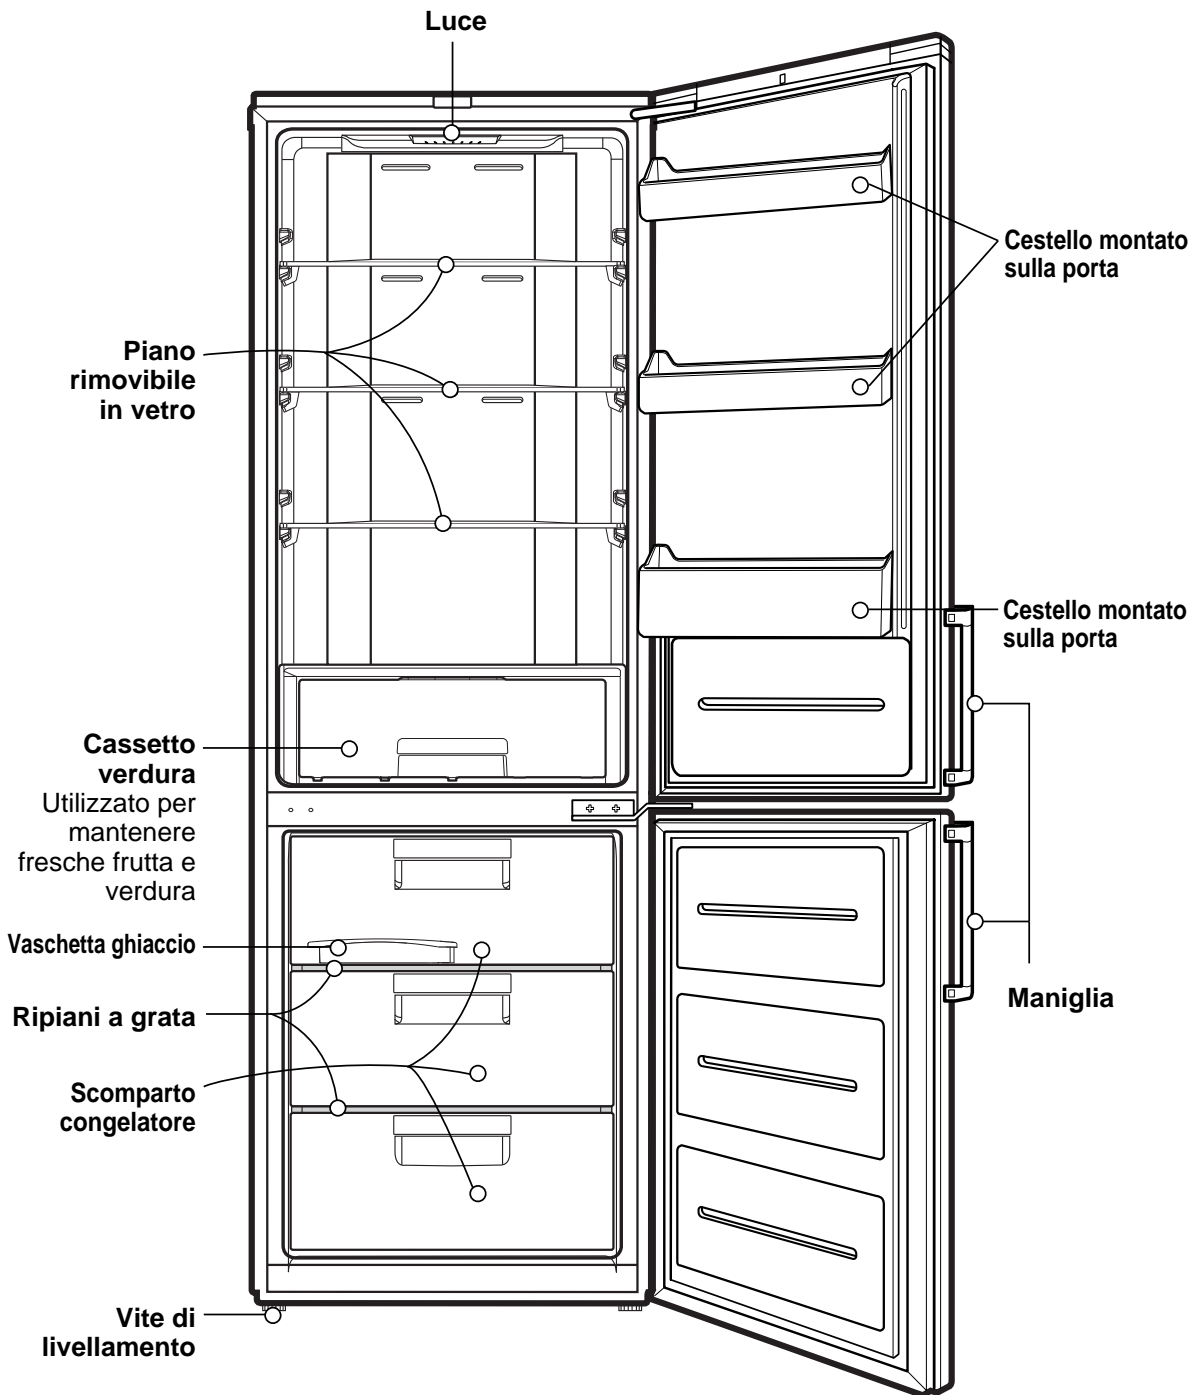 Luce
Cestello montato
sulla porta
Piano
rimovibile
in vetro
Cestello montato
sulla porta
Cassetto
verdura
Utilizzato per
mantenere
fresche frutta e
verdura
Vaschetta ghiaccio
Ripiani a grata
Maniglia
Scomparto
congelatore
Vite di
livellamento